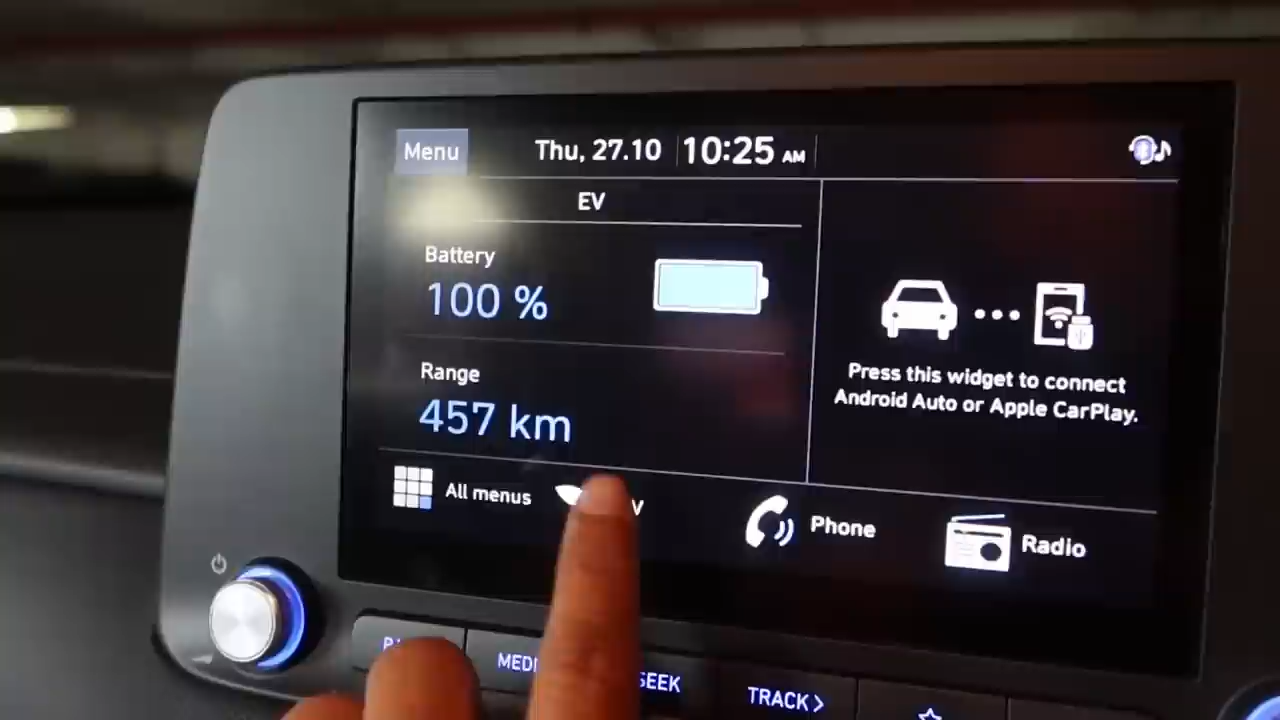 Menu
Thu, 27.10
10:25 AM
EV
Battery
100 %
Range
457 km
Press this widget to connect
Android Auto or Apple CarPlay.
All menus
Phone
Radio
SEEK
TRACK>